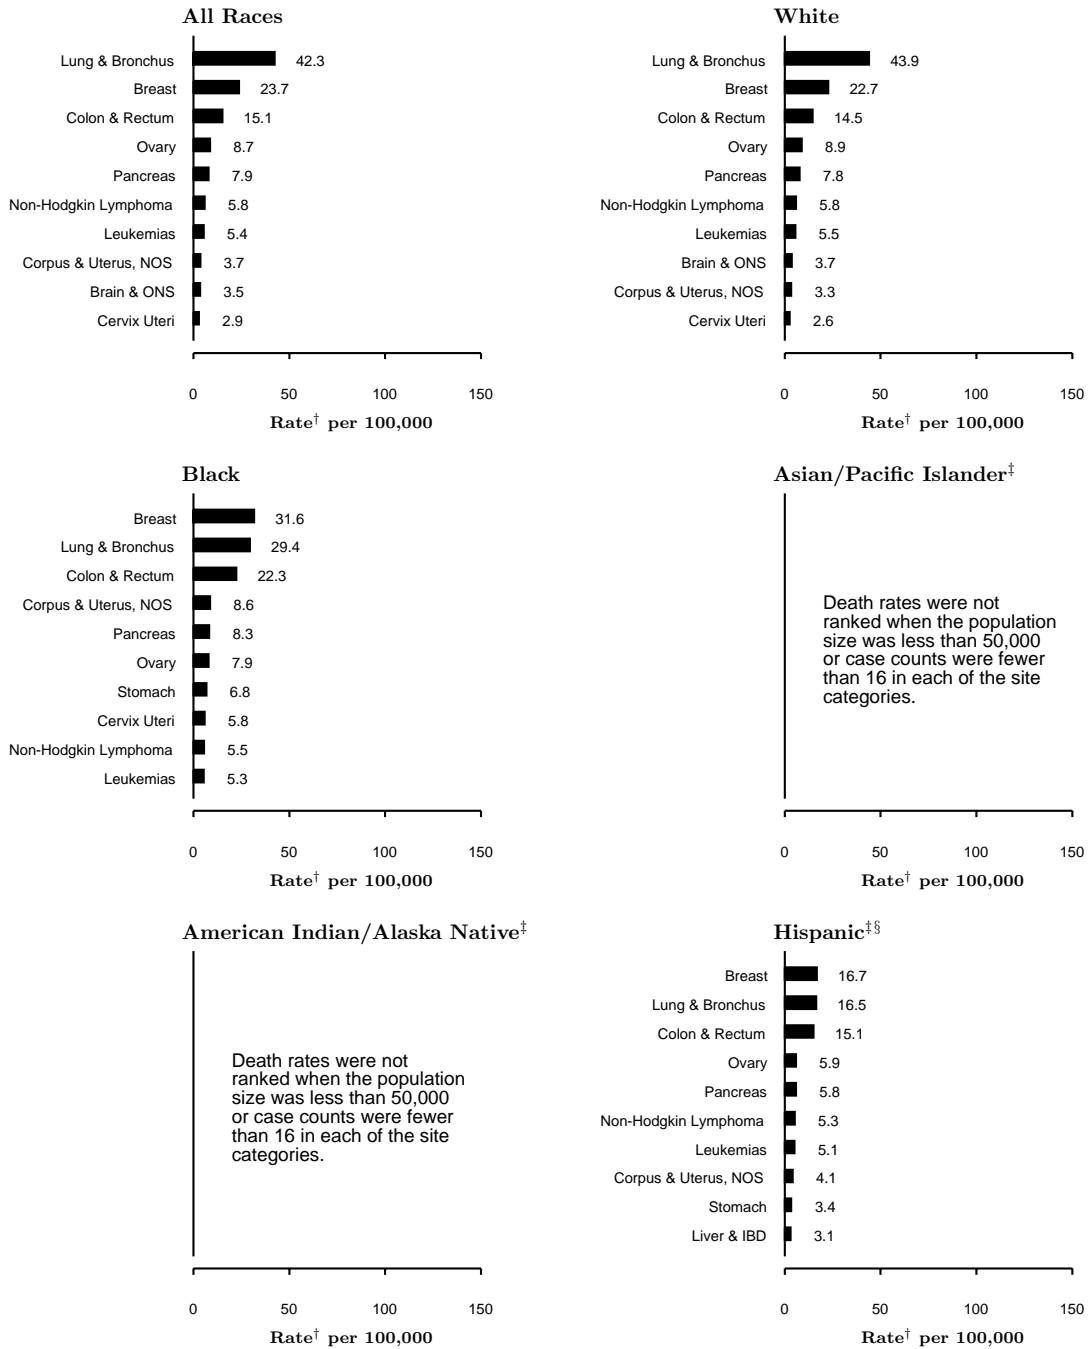 All Races
Lung & Bronchus 42.3
Breast 23.7
Colon & Rectum 15.1
Ovary 8.7
Pancreas 7.9
Non-Hodgkin Lymphoma 5.8
Leukemias 5.4
Corpus & Uterus, NOS 3.7
Brain & ONS 3.5
Cervix Uteri 2.9
0 50 100 150
Rate† per 100,000
White
Lung & Bronchus 43.9
Breast 22.7
Colon & Rectum 14.5
Ovary 8.9
Pancreas 7.8
Non-Hodgkin Lymphoma 5.8
Leukemias 5.5
Brain & ONS 3.7
Corpus & Uterus, NOS 3.3
Cervix Uteri 2.6
0 50 100 150
Rate† per 100,000
Black
Breast 31.6
Lung & Bronchus 29.4
Colon & Rectum 22.3
Corpus & Uterus, NOS 8.6
Pancreas 8.3
Ovary 7.9
Stomach 6.8
Cervix Uteri 5.8
Non-Hodgkin Lymphoma 5.5
Leukemias 5.3
0 50 100 150
Rate† per 100,000
Asian/Pacific Islander‡
Death rates were not
ranked when the population
size was less than 50,000
or case counts were fewer
than 16 in each of the site
categories.
0 50 100 150
Rate† per 100,000
American Indian/Alaska Native‡
Death rates were not
ranked when the population
size was less than 50,000
or case counts were fewer
than 16 in each of the site
categories.
0 50 100 150
Rate† per 100,000
Hispanic‡§
Breast 16.7
Lung & Bronchus 16.5
Colon & Rectum 15.1
Ovary 5.9
Pancreas 5.8
Non-Hodgkin Lymphoma 5.3
Leukemias 5.1
Corpus & Uterus, NOS 4.1
Stomach 3.4
Liver & IBD 3.1
0 50 100 150
Rate† per 100,000